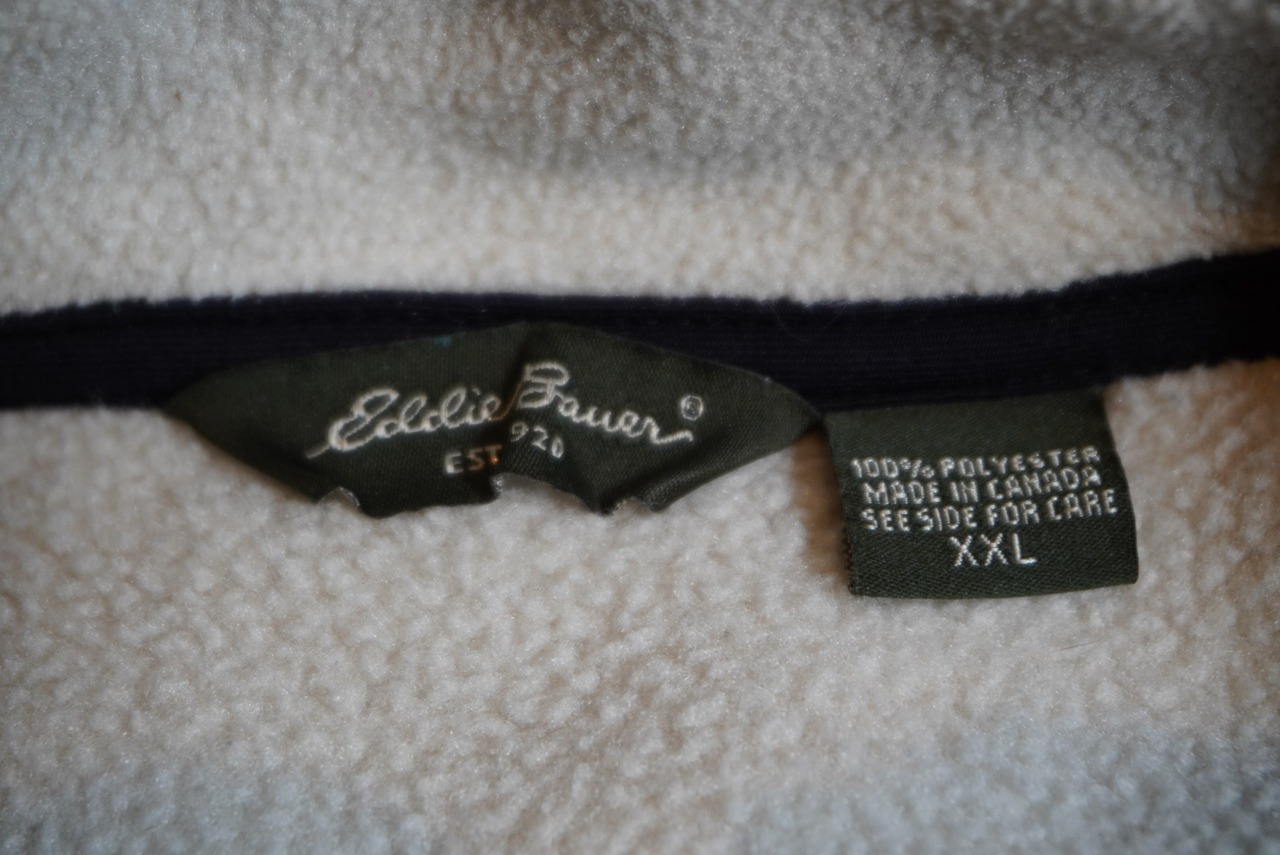 Eddie Bauer®
EST 920
100% POLYESTER
MADE IN CANADA
SEE SIDE FOR CARE
XXL